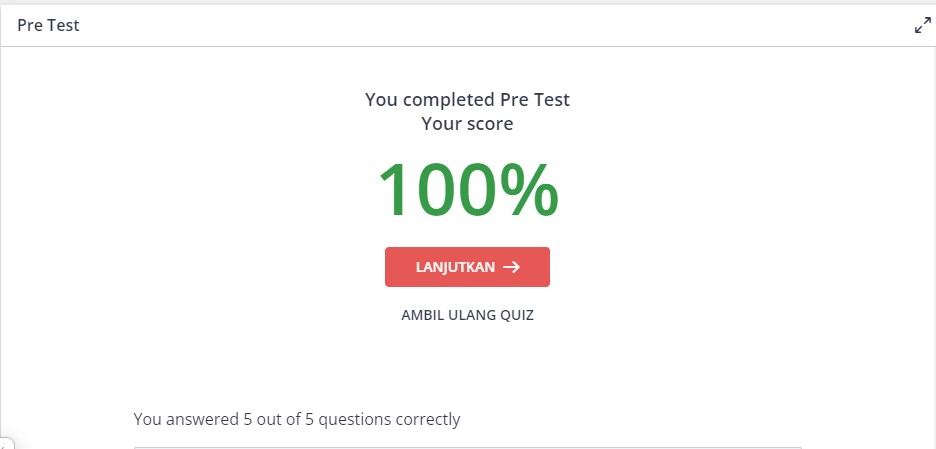 Pre Test
You completed Pre Test
Your score
100%
LANJUTKAN →
AMBIL ULANG QUIZ
You answered 5 out of 5 questions correctly